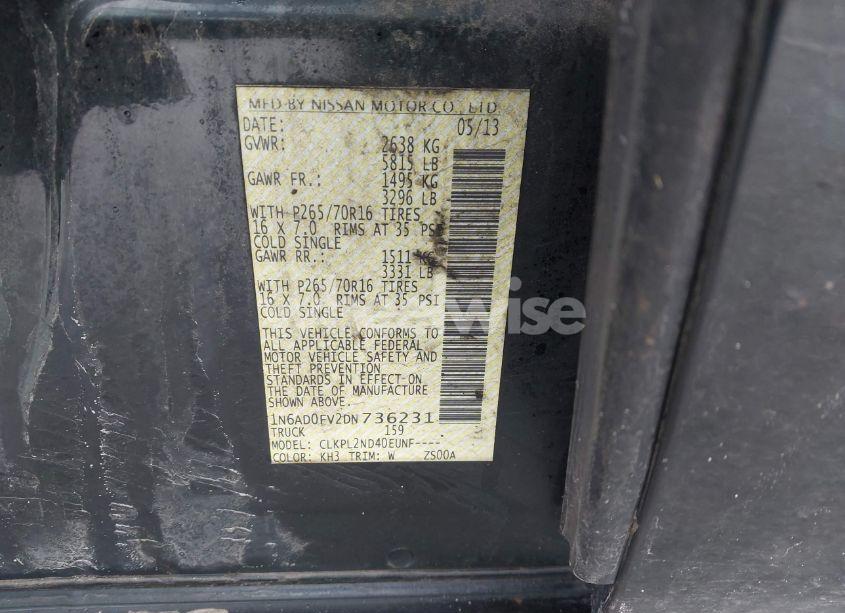 MFD BY NISSAN MOTOR CO., LTD
DATE: 05/13
GVWR: 2638 KG
5815 LB
GAWR FR.: 1495 KG
3296 LB
WITH P265/70R16 TIRES
16 X 7.0 RIMS AT 35 PSI
COLD SINGLE
GAWR RR.: 1511 KG
3331 LB
WITH P265/70R16 TIRES
16 X 7.0 RIMS AT 35 PSI
COLD SINGLE
THIS VEHICLE CONFORMS TO
ALL APPLICABLE FEDERAL
MOTOR VEHICLE SAFETY AND
THEFT PREVENTION
STANDARDS IN EFFECT ON
THE DATE OF MANUFACTURE
SHOWN ABOVE.
1N6AD0EV2DN736231
TRUCK 159
MODEL: CLKPL2ND40EUNF----
COLOR: KH3 TRIM: W ZS00A
wise